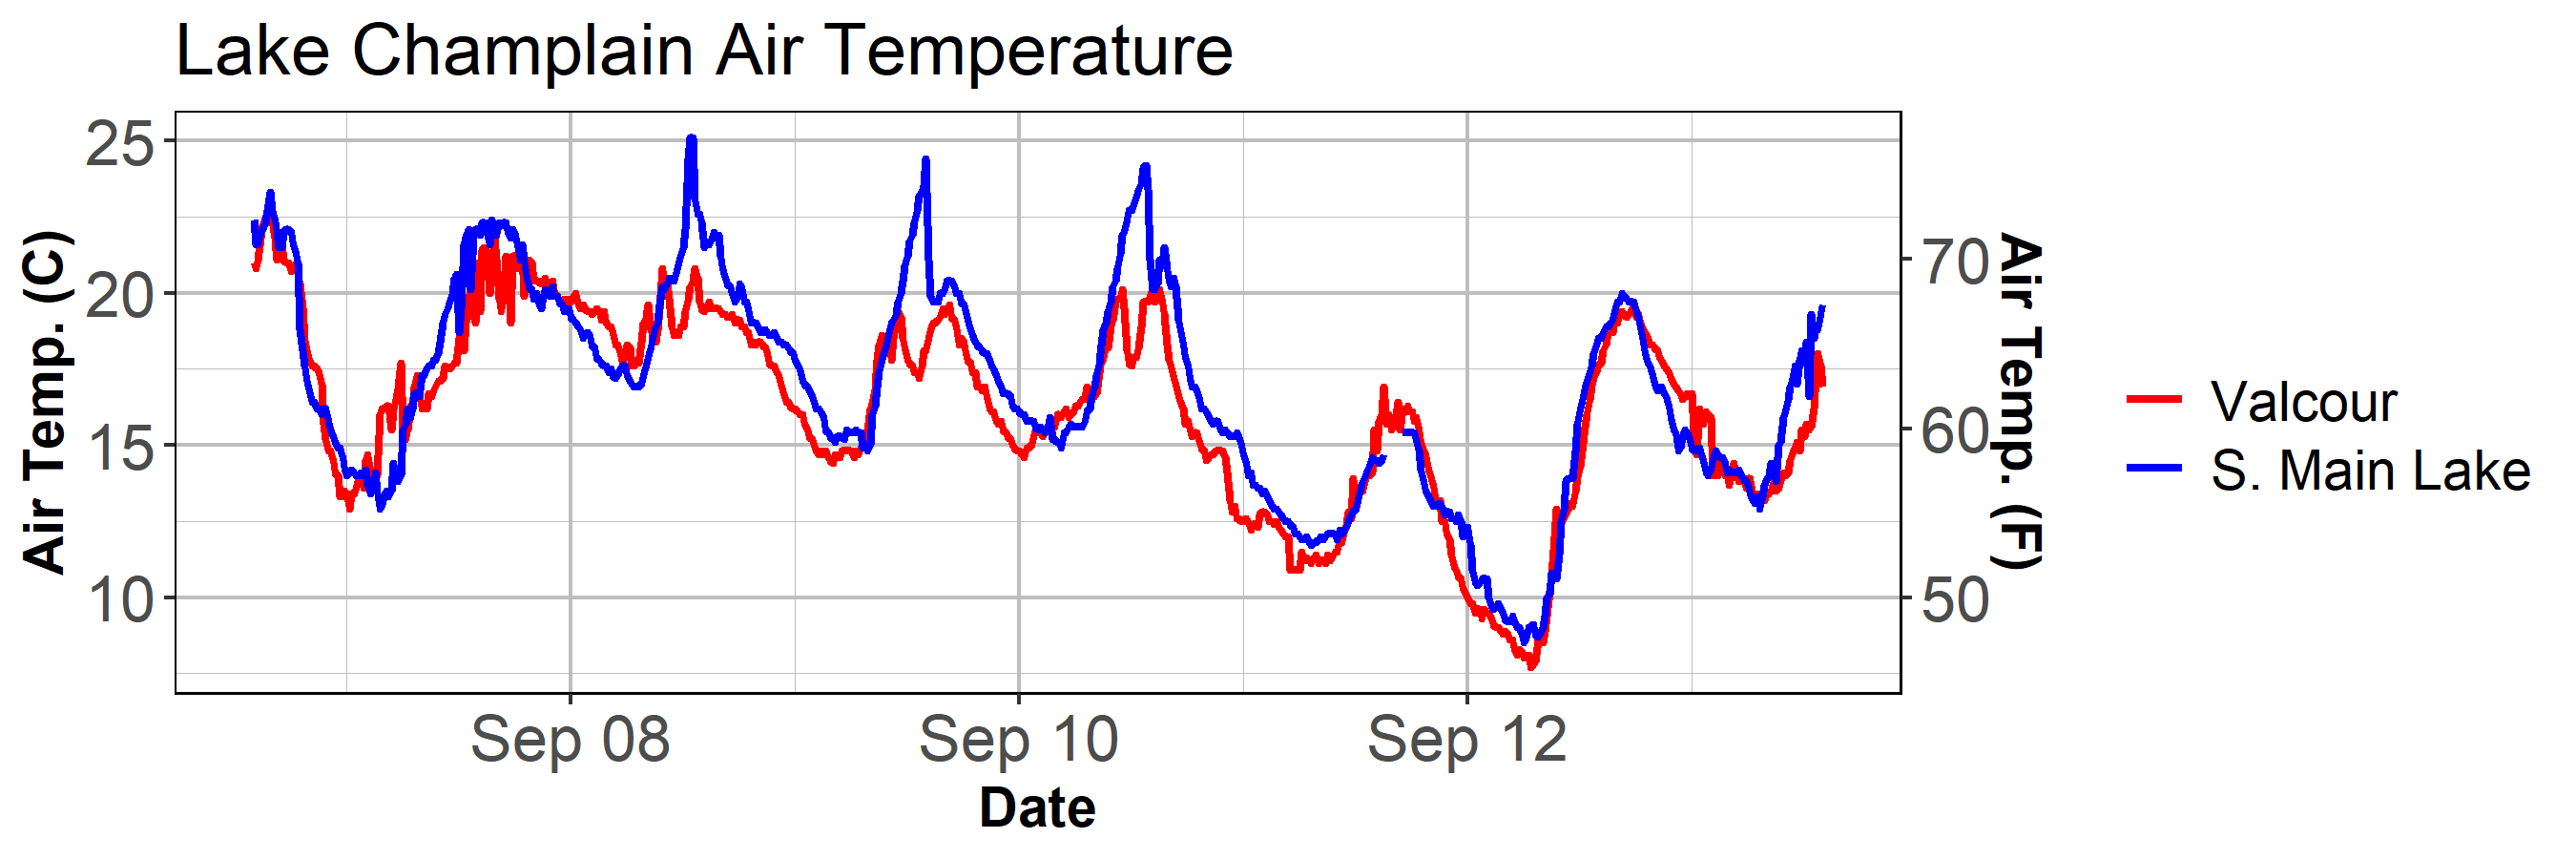 Lake Champlain Air Temperature
Air Temp. (C)
25
20
15
10
70
60
50
Air Temp. (F)
Sep 08
Sep 10
Sep 12
Date
Valcour
S. Main Lake